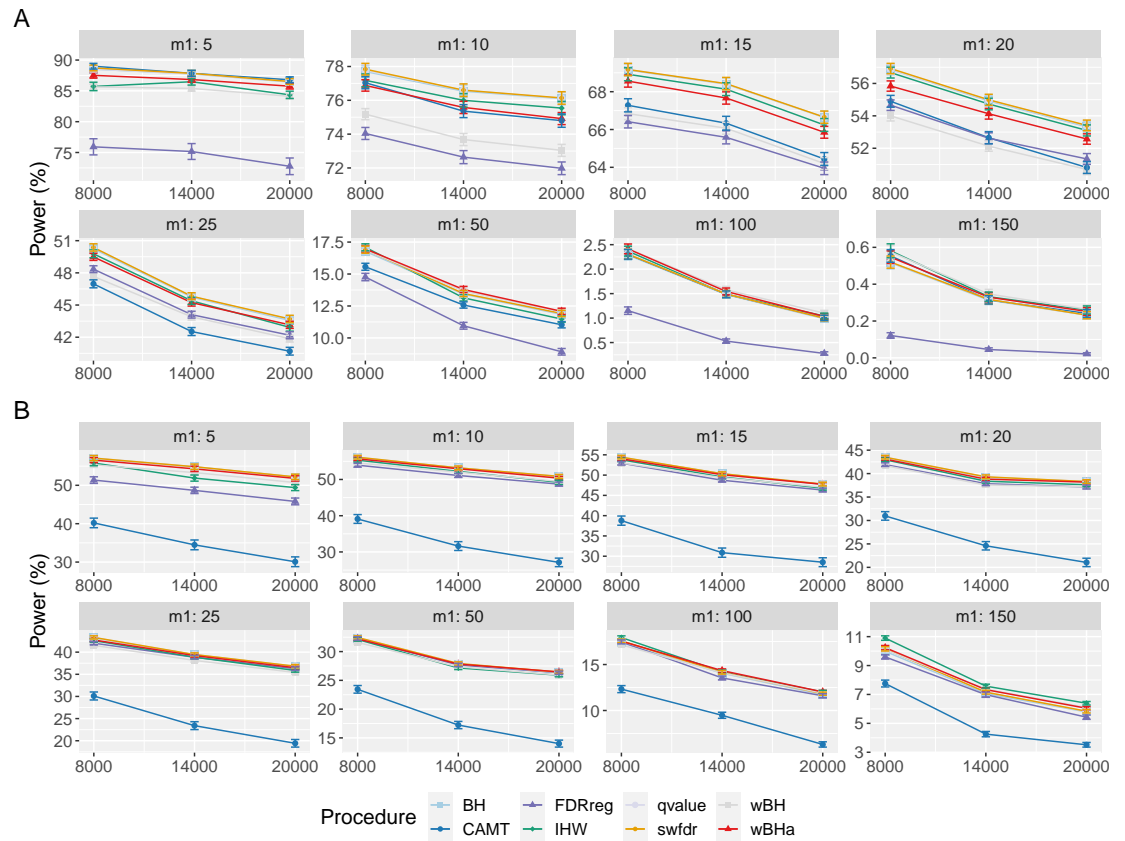 A
m1: 5 m1: 10 m1: 15 m1: 20
90 85 80 75
78 76 74 72
68 66 64
56 54 52
8000 14000 20000 8000 14000 20000 8000 14000 20000 8000 14000 20000
Power (%)
m1: 25 m1: 50 m1: 100 m1: 150
51 48 45 42
17.5 15.0 12.5 10.0
2.5 2.0 1.5 1.0 0.5
0.6 0.4 0.2 0.0
8000 14000 20000 8000 14000 20000 8000 14000 20000 8000 14000 20000
B
m1: 5 m1: 10 m1: 15 m1: 20
50 40 30
50 40 30
55 50 45 40 35 30
45 40 35 30 25 20
8000 14000 20000 8000 14000 20000 8000 14000 20000 8000 14000 20000
Power (%)
m1: 25 m1: 50 m1: 100 m1: 150
40 35 30 25 20
30 25 20 15
15 10
11 9 7 5 3
8000 14000 20000 8000 14000 20000 8000 14000 20000 8000 14000 20000
Procedure
BH FDRreg qvalue wBH
CAMT IHW swfdr wBHa